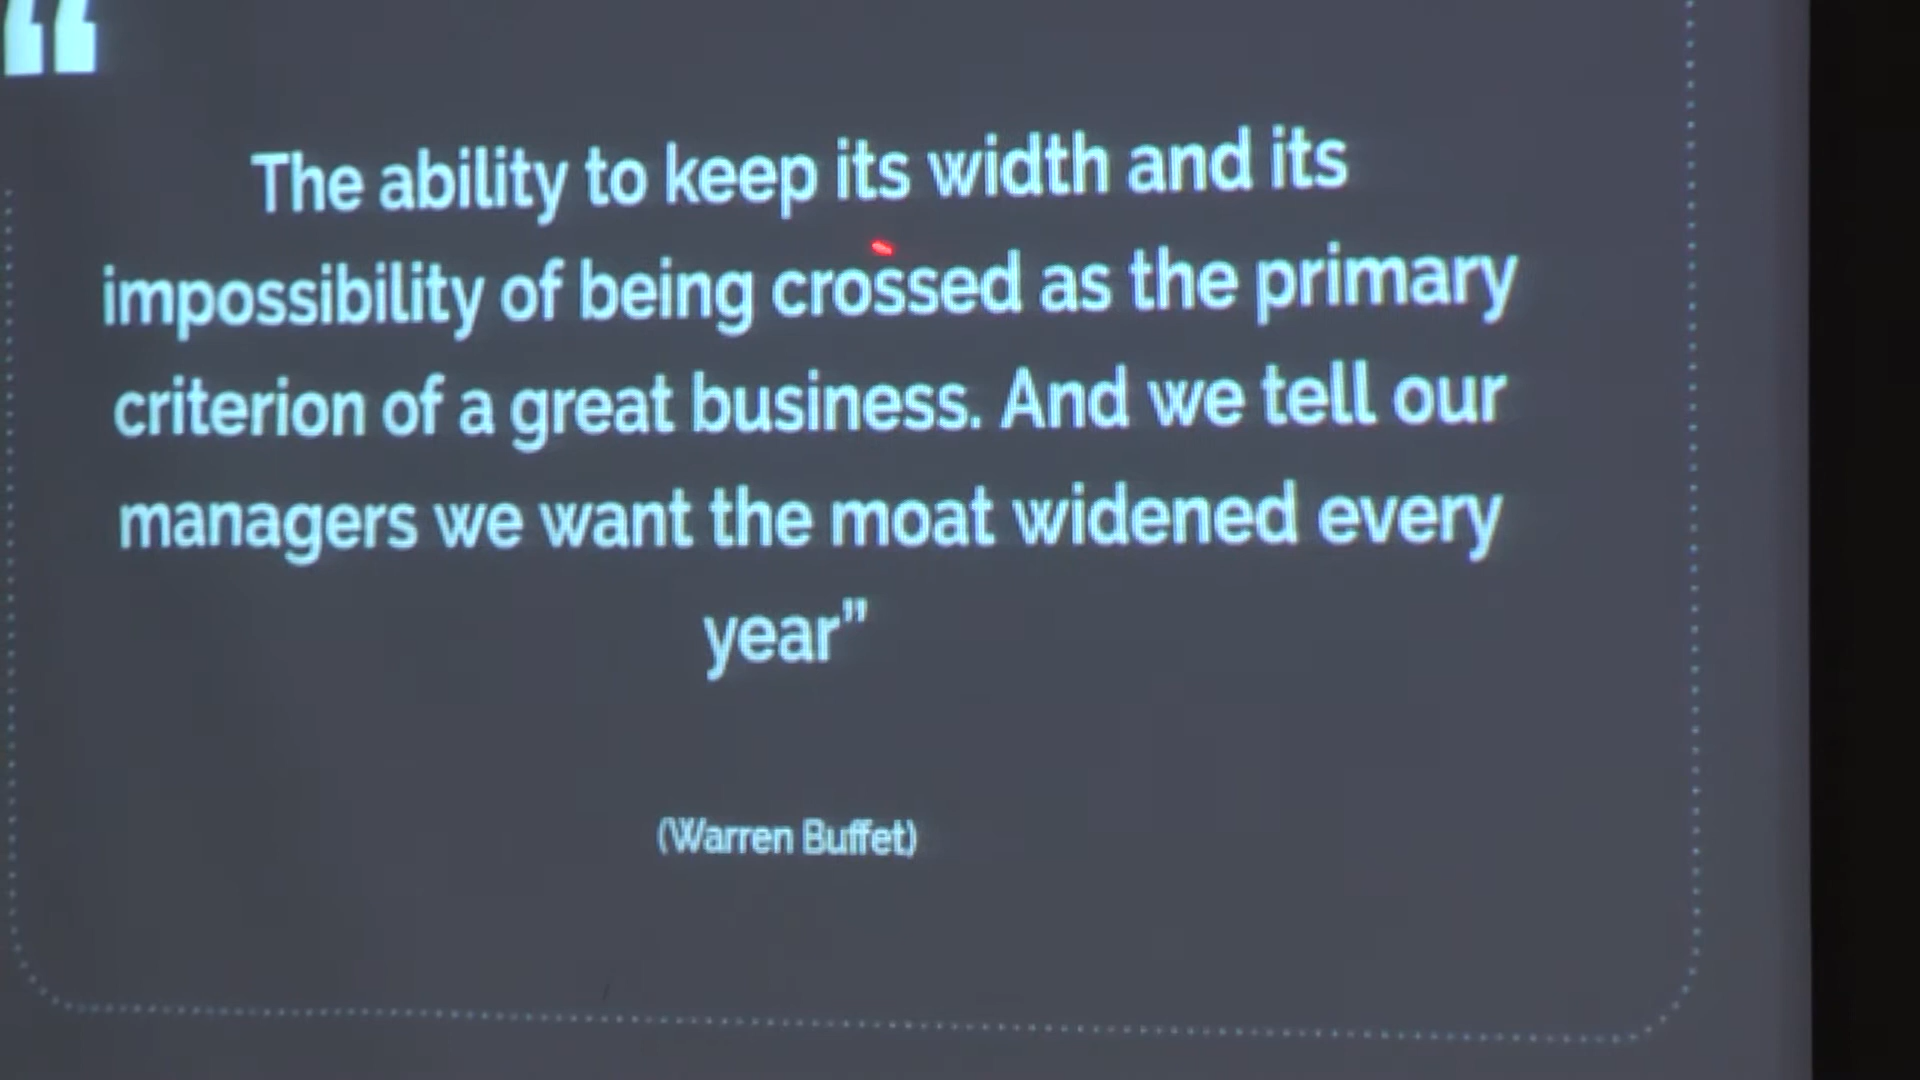 “
The ability to keep its width and its
impossibility of being crossed as the primary
criterion of a great business. And we tell our
managers we want the moat widened every
year”
(Warren Buffet)